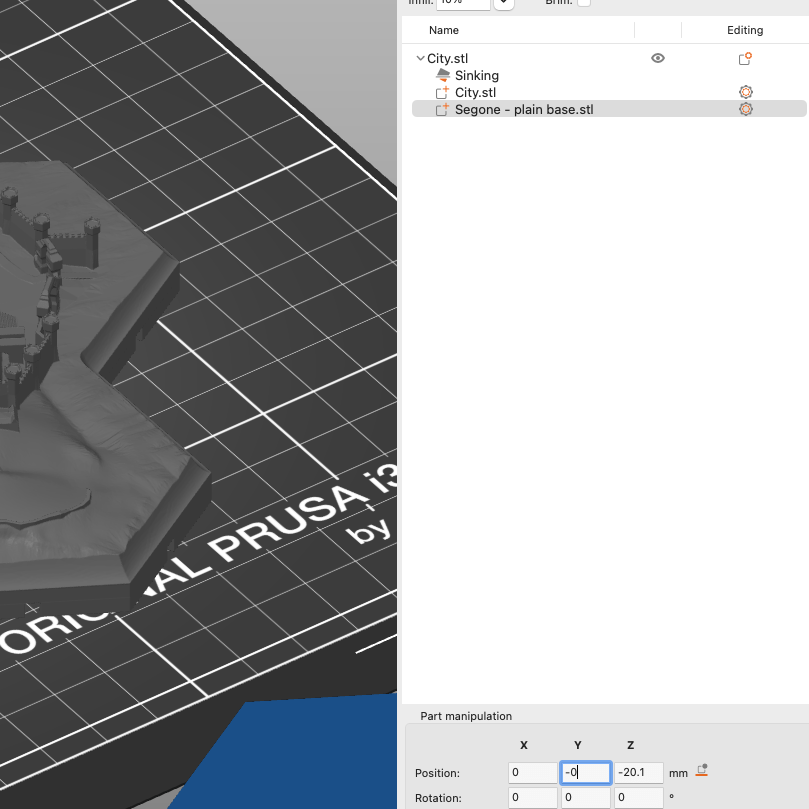 Infill: 10% Brim:
Name Editing
City.stl
Sinking
City.stl
Segone - plain base.stl
ORIGINAL PRUSA i3
by
Part manipulation
X Y Z
Position: 0 -0 -20.1 mm
Rotation: 0 0 0 °